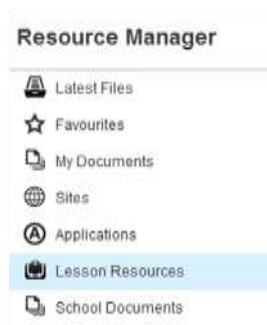 Resource Manager
Latest Files
Favourites
My Documents
Sites
Applications
Lesson Resources
School Documents